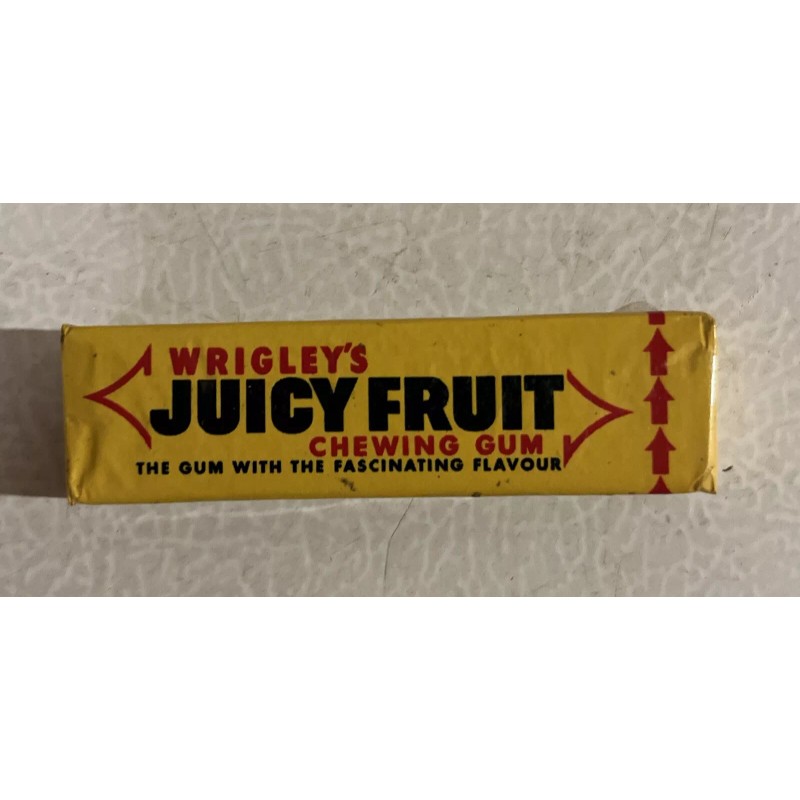 WRIGLEY'S
JUICY FRUIT
CHEWING GUM
THE GUM WITH THE FASCINATING FLAVOUR